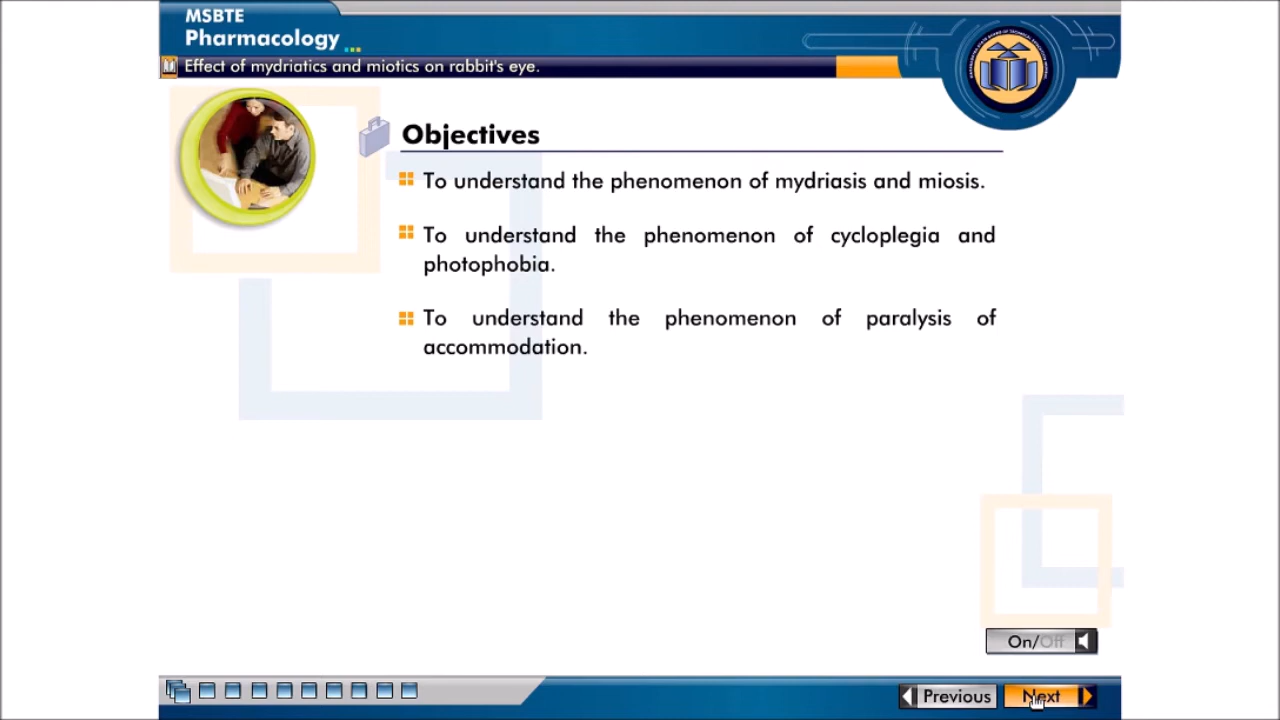 MSBTE
Pharmacology
Effect of mydriatics and miotics on rabbit's eye.
Objectives
To understand the phenomenon of mydriasis and miosis.
To understand the phenomenon of cycloplegia and
photophobia.
To understand the phenomenon of paralysis of
accommodation.
On/Off
Previous
Next